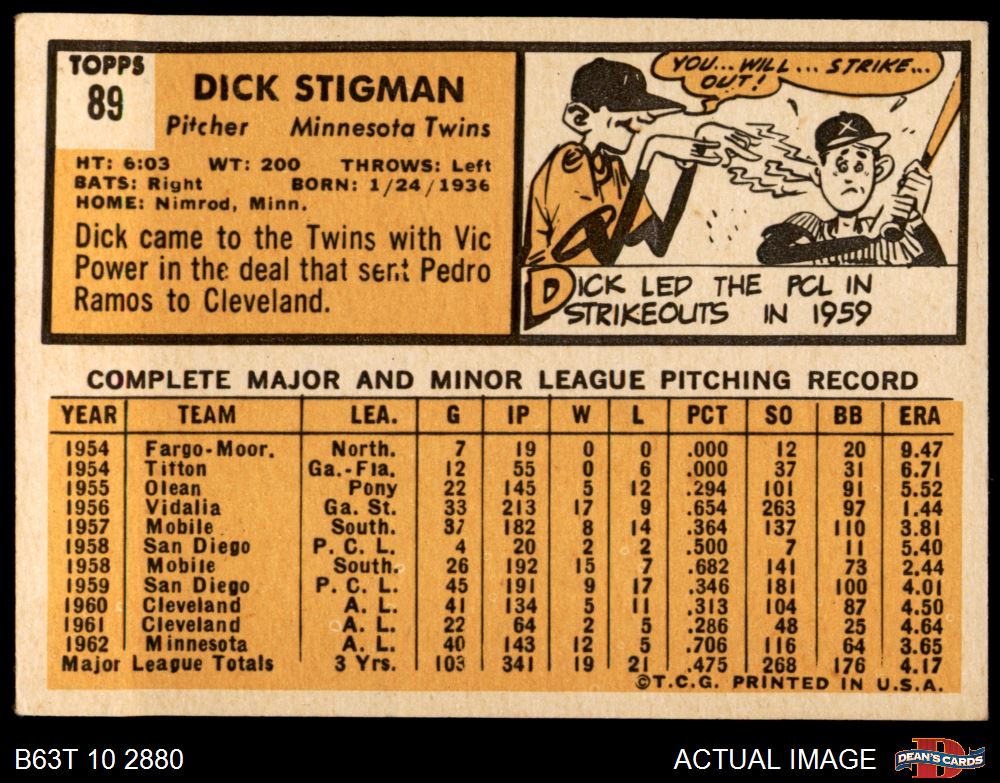 TOPPS
89
DICK STIGMAN
Pitcher Minnesota Twins
HT: 6:03 WT: 200 THROWS: Left
BATS: Right BORN: 1/24/1936
HOME: Nimrod, Minn.
Dick came to the Twins with Vic
Power in the deal that sent Pedro
Ramos to Cleveland.
YOU... WILL... STRIKE...
OUT!
X
DICK LED THE PCL IN
STRIKEOUTS IN 1959
COMPLETE MAJOR AND MINOR LEAGUE PITCHING RECORD
YEAR TEAM LEA. G IP W L PCT SO BB ERA
1954 Fargo-Moor. North. 7 19 0 0 .000 12 20 9.47
1954 Titton Ga.-Fla. 12 55 0 6 .000 37 31 6.71
1955 Olean Pony 22 145 5 12 .294 101 91 5.52
1956 Vidalia Ga. St. 33 213 17 9 .654 263 97 1.44
1957 Mobile South. 37 182 8 14 .364 137 110 3.81
1958 San Diego P. C. L. 4 20 2 2 .500 7 11 5.40
1958 Mobile South. 26 192 15 7 .682 141 73 2.44
1959 San Diego P. C. L. 45 191 9 17 .346 181 100 4.01
1960 Cleveland A. L. 41 134 5 11 .313 104 87 4.50
1961 Cleveland A. L. 22 64 2 5 .286 48 25 4.64
1962 Minnesota A. L. 40 143 12 5 .706 116 64 3.65
Major League Totals 3 Yrs. 103 341 19 21 .475 268 176 4.17
©T.C.G. PRINTED IN U.S.A.
B63T 10 2880 ACTUAL IMAGE D DEAN'S CARDS